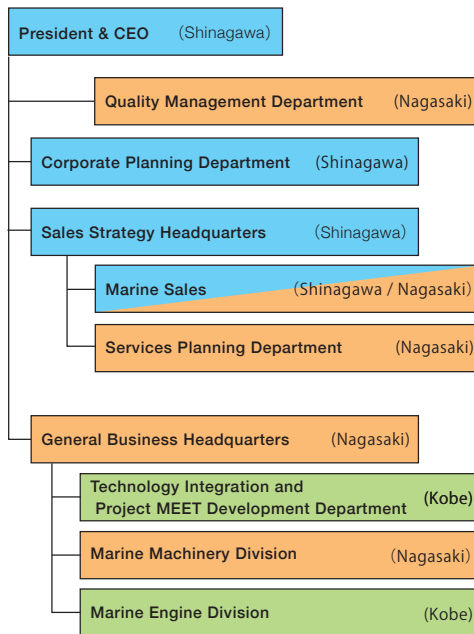 President & CEO (Shinagawa)
Quality Management Department (Nagasaki)
Corporate Planning Department (Shinagawa)
Sales Strategy Headquarters (Shinagawa)
Marine Sales (Shinagawa / Nagasaki)
Services Planning Department (Nagasaki)
General Business Headquarters (Nagasaki)
Technology Integration and
Project MEET Development Department (Kobe)
Marine Machinery Division (Nagasaki)
Marine Engine Division (Kobe)